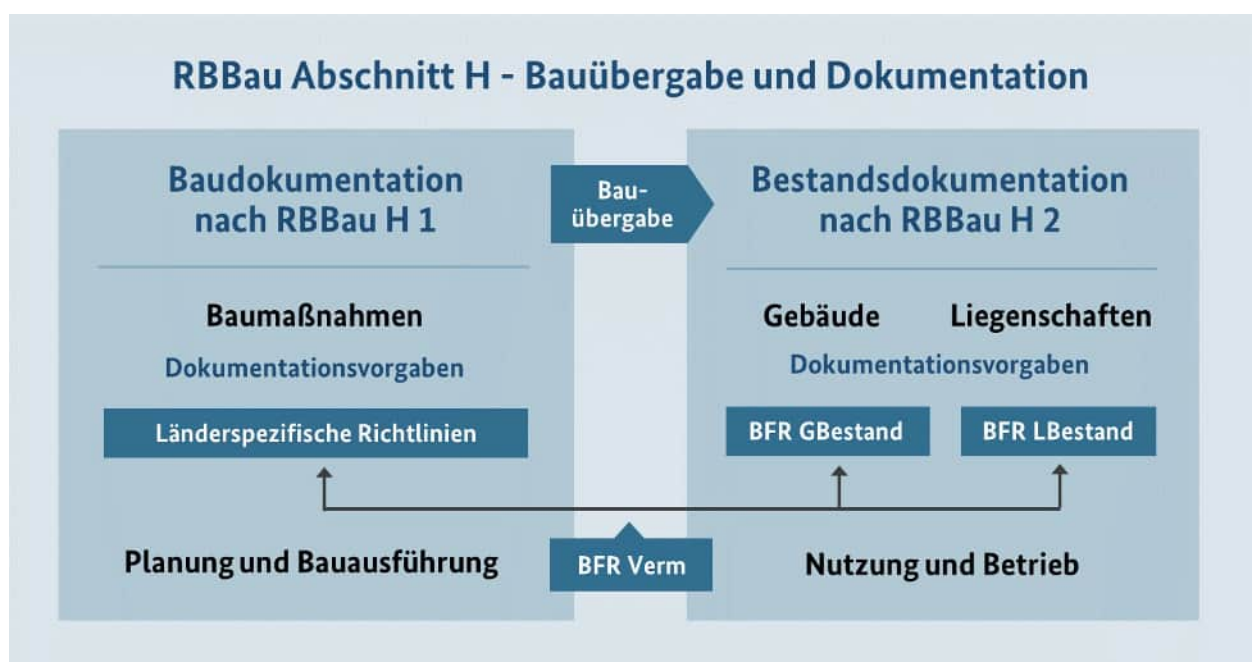 RBBau Abschnitt H - Bauübergabe und Dokumentation
Baudokumentation
nach RBBau H 1
Bau-
übergabe
Bestandsdokumentation
nach RBBau H 2
Baumaßnahmen
Dokumentationsvorgaben
Länderspezifische Richtlinien
Gebäude
Liegenschaften
Dokumentationsvorgaben
BFR GBestand
BFR LBestand
Planung und Bauausführung
BFR Verm
Nutzung und Betrieb